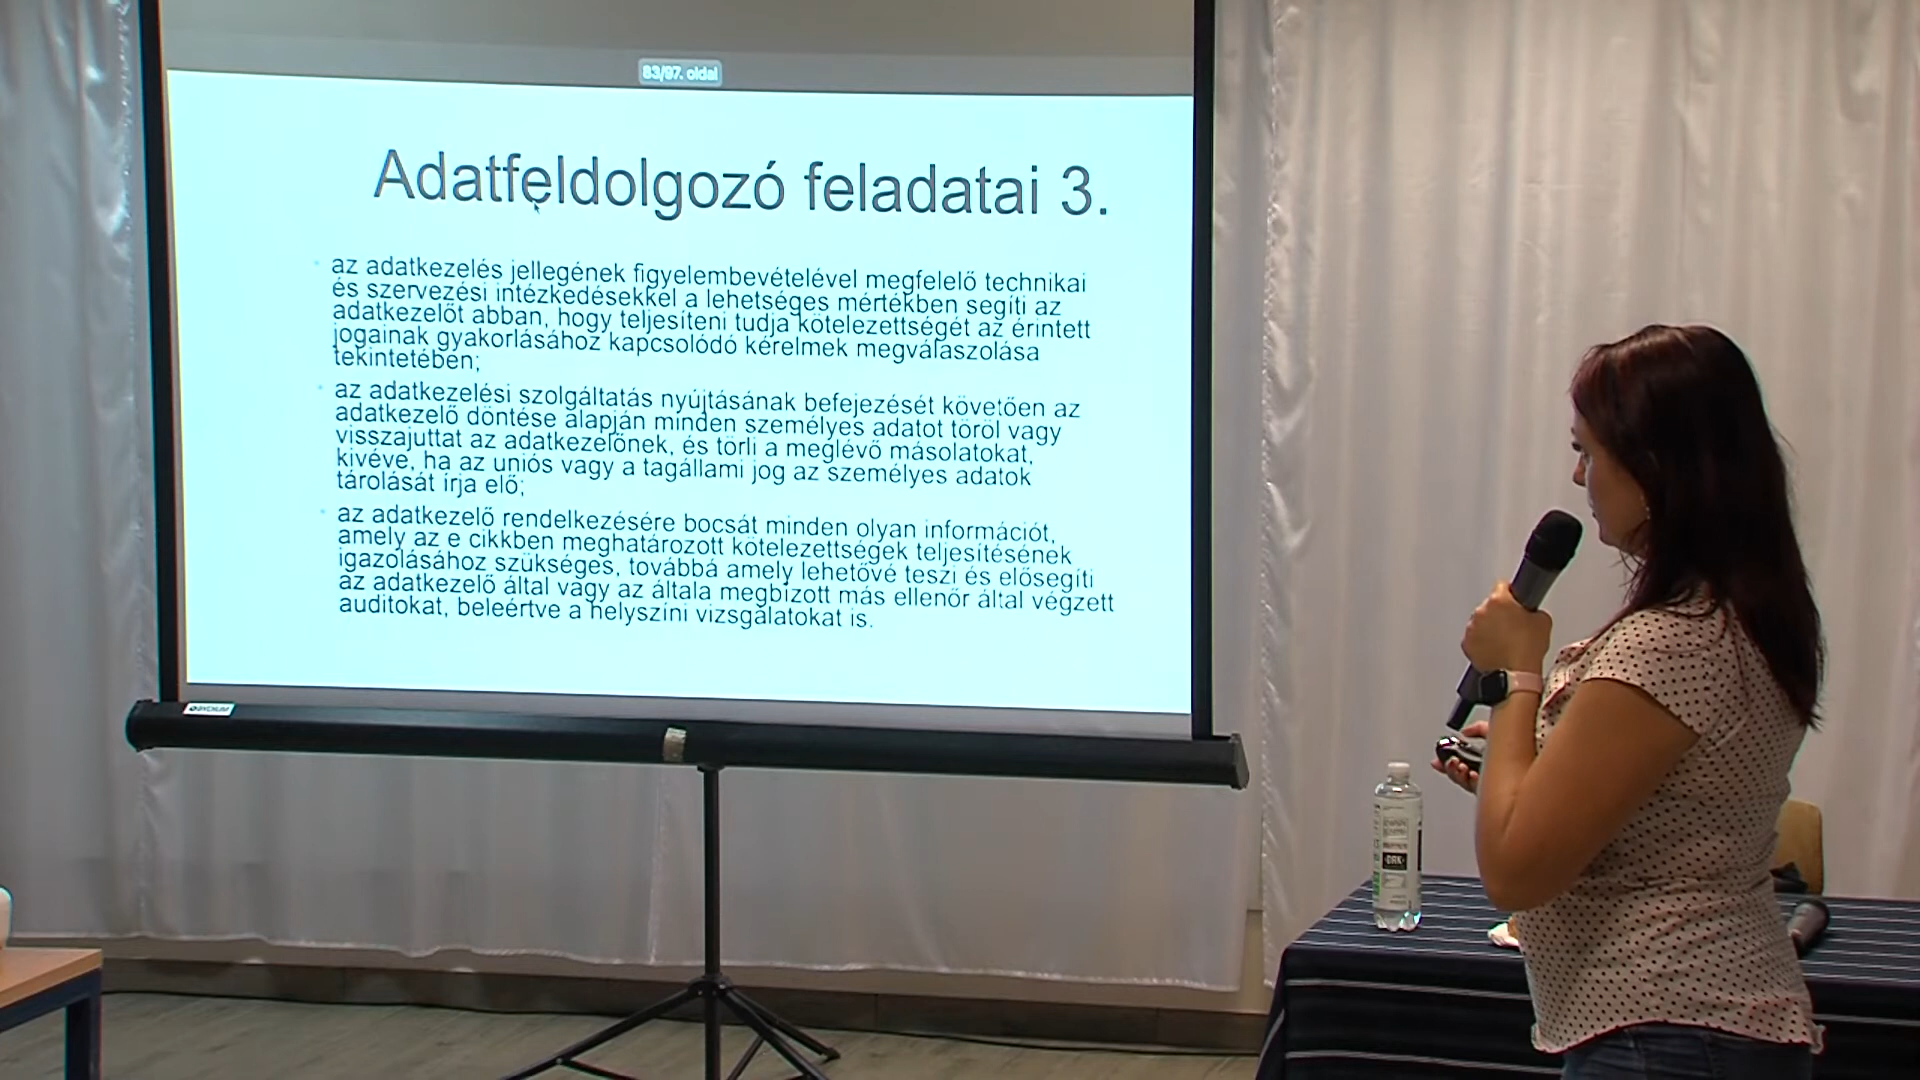 83/97. oldal
Adatfeldolgozó feladatai 3.
az adatkezelés jellegének figyelembevételével megfelelő technikai
és szervezési intézkedésekkel a lehetséges mértékben segíti az
adatkezelőt abban, hogy teljesíteni tudja kötelezettségét az érintett
jogainak gyakorlásához kapcsolódó kérelmek megválaszolása
tekintetében;
az adatkezelési szolgáltatás nyújtásának befejezését követően az
adatkezelő döntése alapján minden személyes adatot töröl vagy
visszajuttat az adatkezelőnek, és törli a meglévő másolatokat,
kivéve, ha az uniós vagy a tagállami jog az személyes adatok
tárolását írja elő;
az adatkezelő rendelkezésére bocsát minden olyan információt,
amely az e cikkben meghatározott kötelezettségek teljesítésének
igazolásához szükséges, továbbá amely lehetővé teszi és elősegíti
az adatkezelő által vagy az általa megbízott más ellenőr által végzett
auditokat, beleértve a helyszíni vizsgálatokat is.